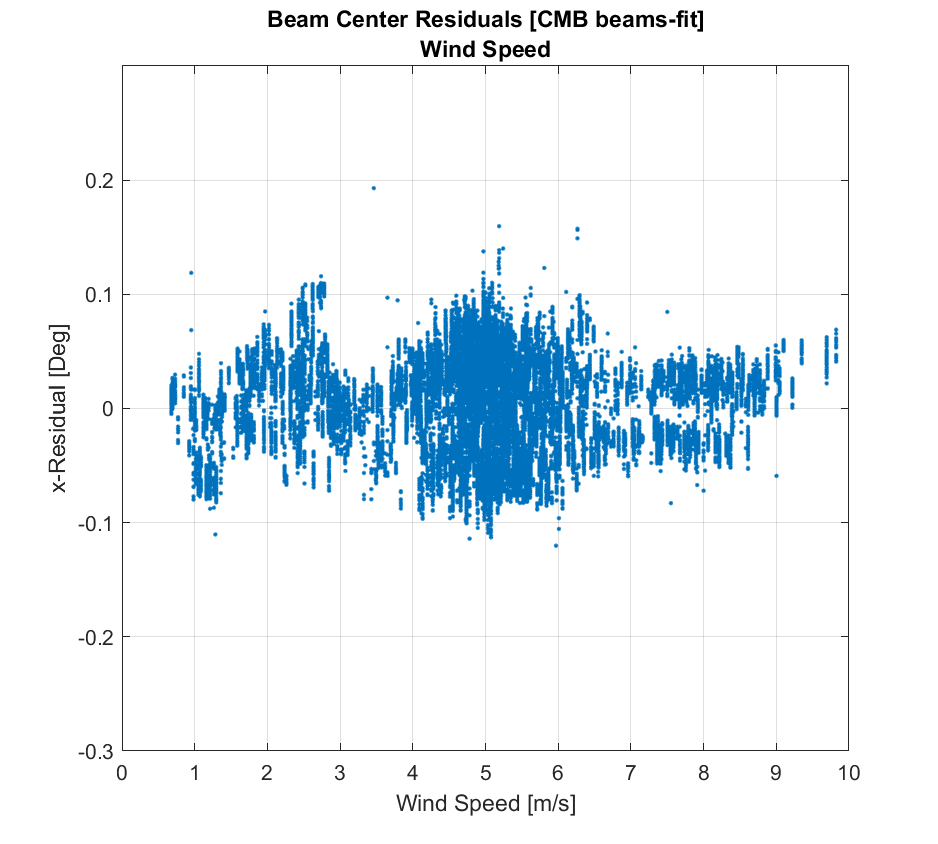 Beam Center Residuals [CMB beams-fit]
Wind Speed
0.2
0.1
0
-0.1
-0.2
-0.3
x-Residual [Deg]
0 1 2 3 4 5 6 7 8 9 10
Wind Speed [m/s]